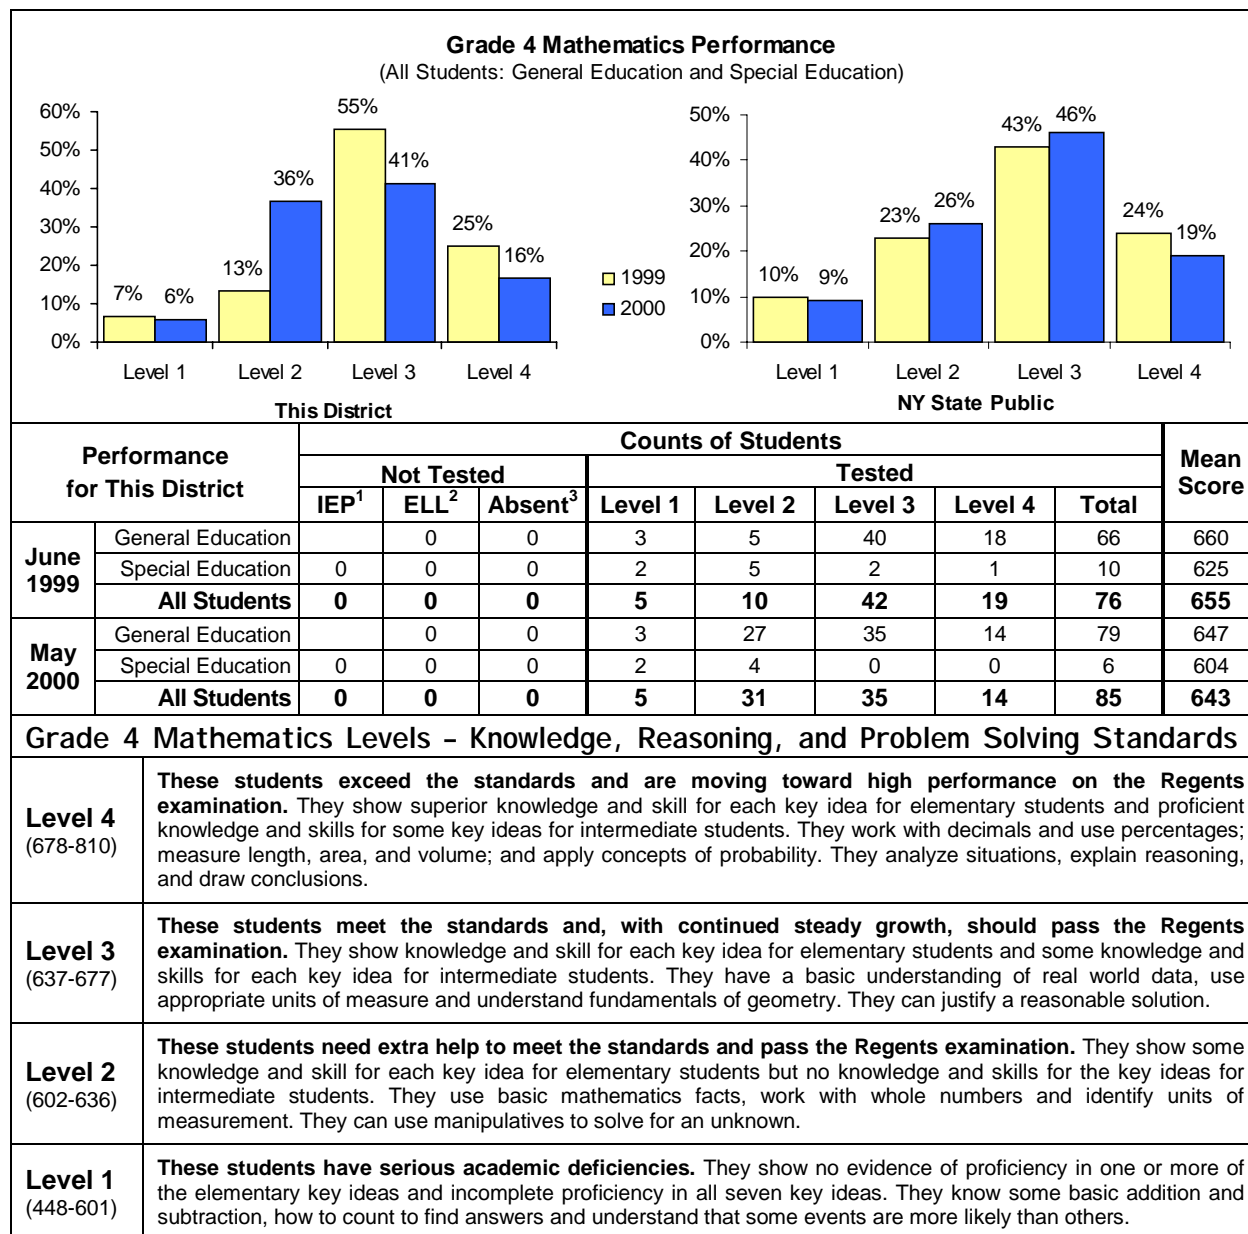 Grade 4 Mathematics Performance
(All Students: General Education and Special Education)
60%
50%
40%
30%
20%
10%
0%
7%
6%
13%
36%
55%
41%
25%
16%
Level 1
Level 2
Level 3
Level 4
This District
1999
2000
50%
40%
30%
20%
10%
0%
10%
9%
23%
26%
43%
46%
24%
19%
Level 1
Level 2
Level 3
Level 4
NY State Public
Performance for This District
Counts of Students
Mean Score
Not Tested
Tested
IEP1 ELL2 Absent3 Level 1 Level 2 Level 3 Level 4 Total
June 1999
General Education 0 0 3 5 40 18 66 660
Special Education 0 0 0 2 5 2 1 10 625
All Students 0 0 0 5 10 42 19 76 655
May 2000
General Education 0 0 3 27 35 14 79 647
Special Education 0 0 0 2 4 0 0 6 604
All Students 0 0 0 5 31 35 14 85 643
Grade 4 Mathematics Levels – Knowledge, Reasoning, and Problem Solving Standards
Level 4
(678-810)
These students exceed the standards and are moving toward high performance on the Regents
examination. They show superior knowledge and skill for each key idea for elementary students and proficient
knowledge and skills for some key ideas for intermediate students. They work with decimals and use percentages;
measure length, area, and volume; and apply concepts of probability. They analyze situations, explain reasoning,
and draw conclusions.
Level 3
(637-677)
These students meet the standards and, with continued steady growth, should pass the Regents
examination. They show knowledge and skill for each key idea for elementary students and some knowledge and
skills for each key idea for intermediate students. They have a basic understanding of real world data, use
appropriate units of measure and understand fundamentals of geometry. They can justify a reasonable solution.
Level 2
(602-636)
These students need extra help to meet the standards and pass the Regents examination. They show some
knowledge and skill for each key idea for elementary students but no knowledge and skills for the key ideas for
intermediate students. They use basic mathematics facts, work with whole numbers and identify units of
measurement. They can use manipulatives to solve for an unknown.
Level 1
(448-601)
These students have serious academic deficiencies. They show no evidence of proficiency in one or more of
the elementary key ideas and incomplete proficiency in all seven key ideas. They know some basic addition and
subtraction, how to count to find answers and understand that some events are more likely than others.